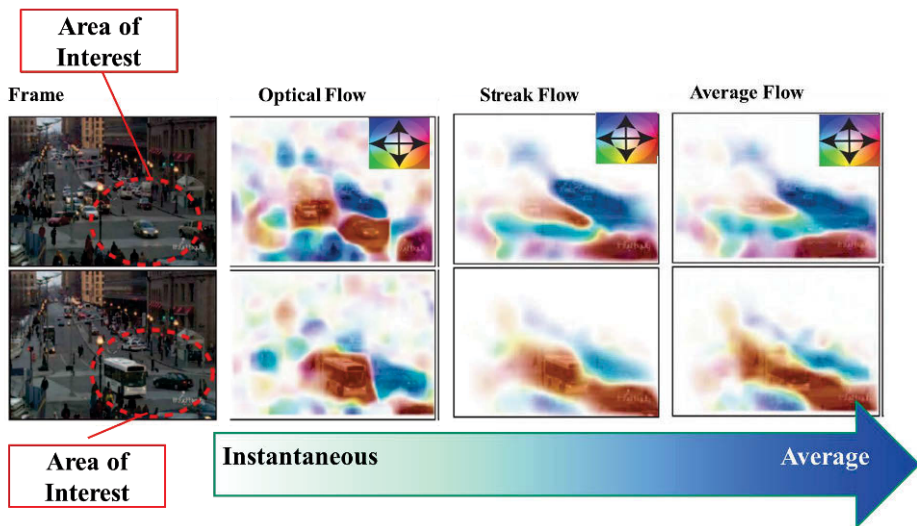 Area of
Interest
Frame
Optical Flow
Streak Flow
Average Flow
Instantaneous
Average
Area of
Interest